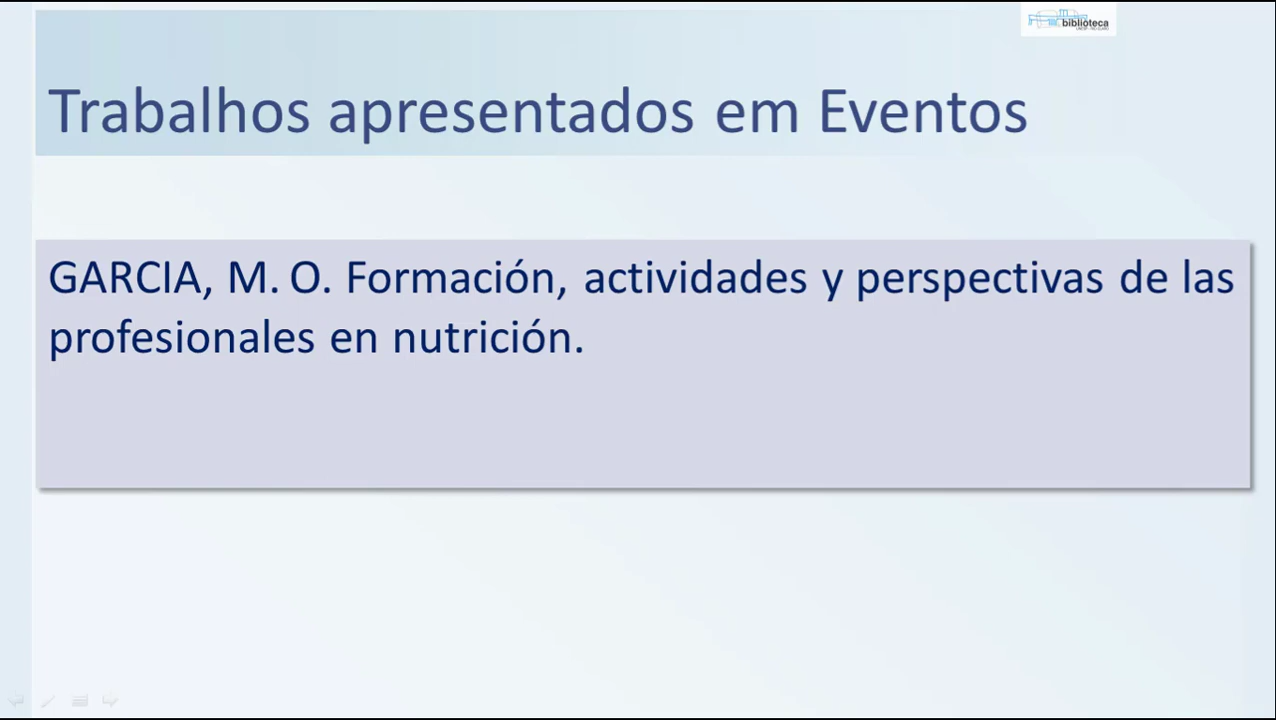 biblioteca
Trabalhos apresentados em Eventos
GARCIA, M. O. Formación, actividades y perspectivas de las
profesionales en nutrición.